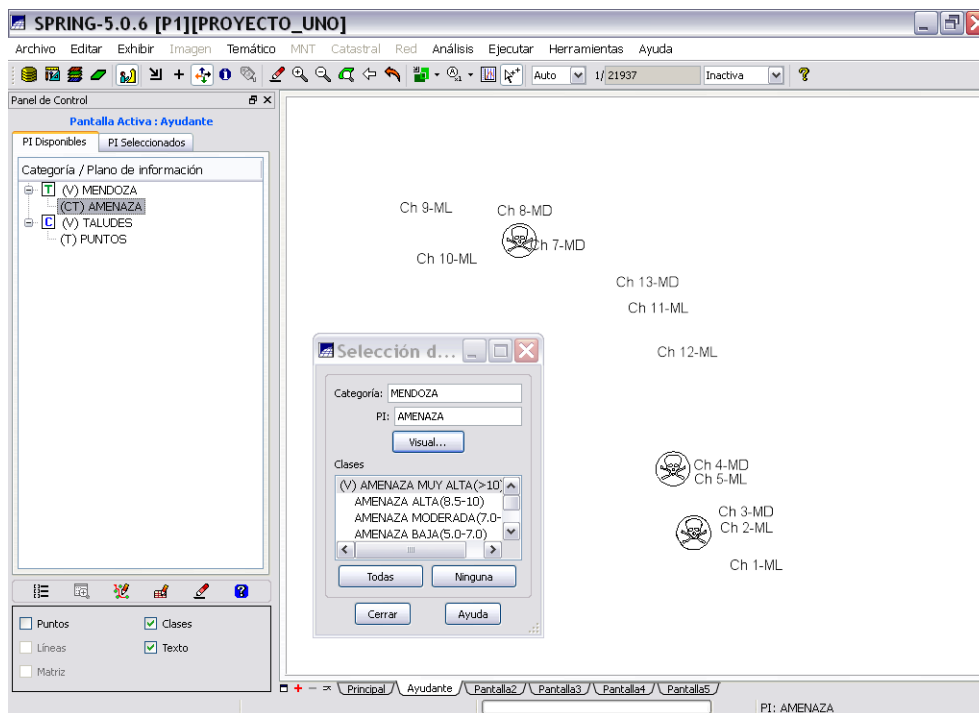 SPRING-5.0.6 [P1][PROYECTO_UNO]
Archivo Editar Exhibir Imagen Temático MNT Catastral Red Análisis Ejecutar Herramientas Ayuda
Auto 1/ 21937 Inactiva
Panel de Control
Pantalla Activa : Ayudante
PI Disponibles PI Seleccionados
Categoría / Plano de información
T (V) MENDOZA
(CT) AMENAZA
C (V) TALUDES
(T) PUNTOS
Puntos Clases
Líneas Texto
Matriz
Ch 9-ML
Ch 8-MD
Ch 7-MD
Ch 10-ML
Ch 13-MD
Ch 11-ML
Ch 12-ML
Ch 4-MD
Ch 5-ML
Ch 3-MD
Ch 2-ML
Ch 1-ML
Selección d...
Categoría: MENDOZA
PI: AMENAZA
Visual...
Clases
(V) AMENAZA MUY ALTA(>10)
AMENAZA ALTA(8.5-10)
AMENAZA MODERADA(7.0-
AMENAZA BAJA(5.0-7.0)
Todas Ninguna
Cerrar Ayuda
Principal Ayudante Pantalla2 Pantalla3 Pantalla4 Pantalla5
PI: AMENAZA